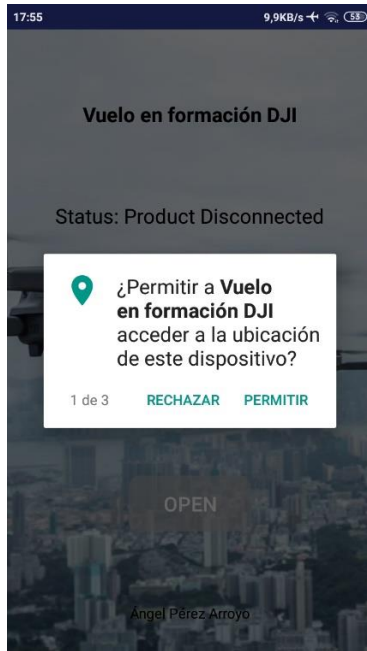 17:55 9,9KB/s 58
Vuelo en formación DJI
Status: Product Disconnected
¿Permitir a Vuelo
en formación DJI
acceder a la ubicación
de este dispositivo?
1 de 3 RECHAZAR PERMITIR
OPEN
Ángel Pérez Arroyo